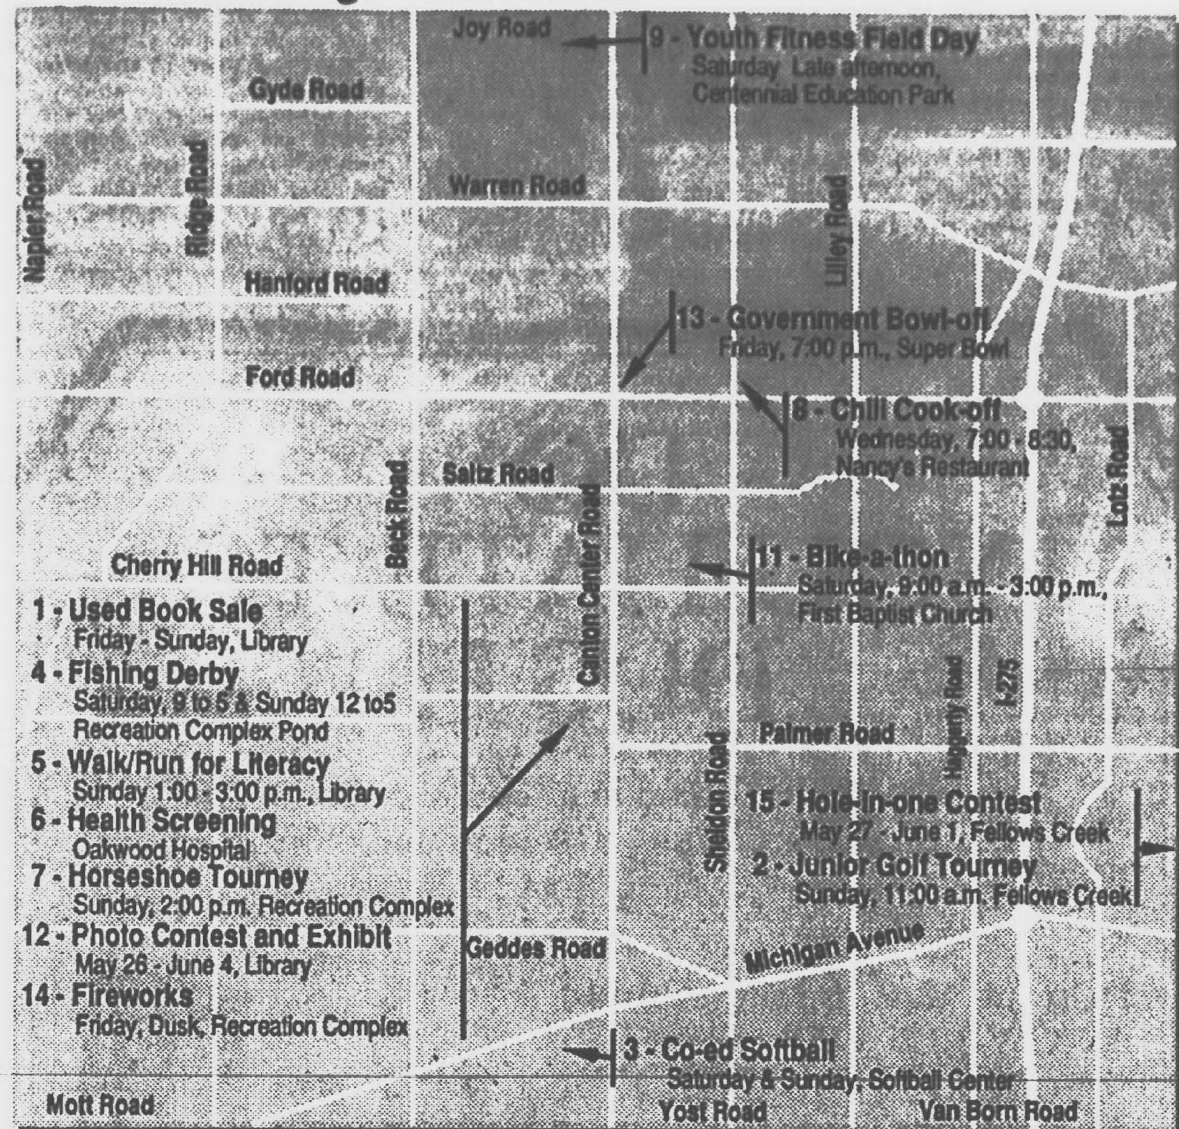 Joy Road
9 - Youth Fitness Field Day
Saturday Late afternoon,
Centennial Education Park
Gyde Road
Napier Road
Ridge Road
Warren Road
Lilley Road
Hanford Road
13 - Government Bowl-off
Friday, 7:00 p.m., Super Bowl
Ford Road
8 - Chili Cook-off
Wednesday, 7:00 - 8:30,
Nancy's Restaurant
Beck Road
Saltz Road
Canton Center Road
Lotz Road
Cherry Hill Road
11 - Bike-a-thon
Saturday, 9:00 a.m. - 3:00 p.m.,
First Baptist Church
1 - Used Book Sale
Friday - Sunday, Library
4 - Fishing Derby
Saturday, 9 to 5 & Sunday 12 to5
Recreation Complex Pond
5 - Walk/Run for Literacy
Sunday 1:00 - 3:00 p.m., Library
6 - Health Screening
Oakwood Hospital
7 - Horseshoe Tourney
Sunday, 2:00 p.m. Recreation Complex
12 - Photo Contest and Exhibit
May 26 - June 4, Library
14 - Fireworks
Friday, Dusk, Recreation Complex
Sheldon Road
Haggerty Road
I-275
Palmer Road
15 - Hole-in-one Contest
May 27 - June 1, Fellows Creek
2 - Junior Golf Tourney
Sunday, 11:00 a.m. Fellows Creek
Geddes Road
Michigan Avenue
3 - Co-ed Softball
Saturday & Sunday, Softball Center
Mott Road
Yost Road
Van Born Road